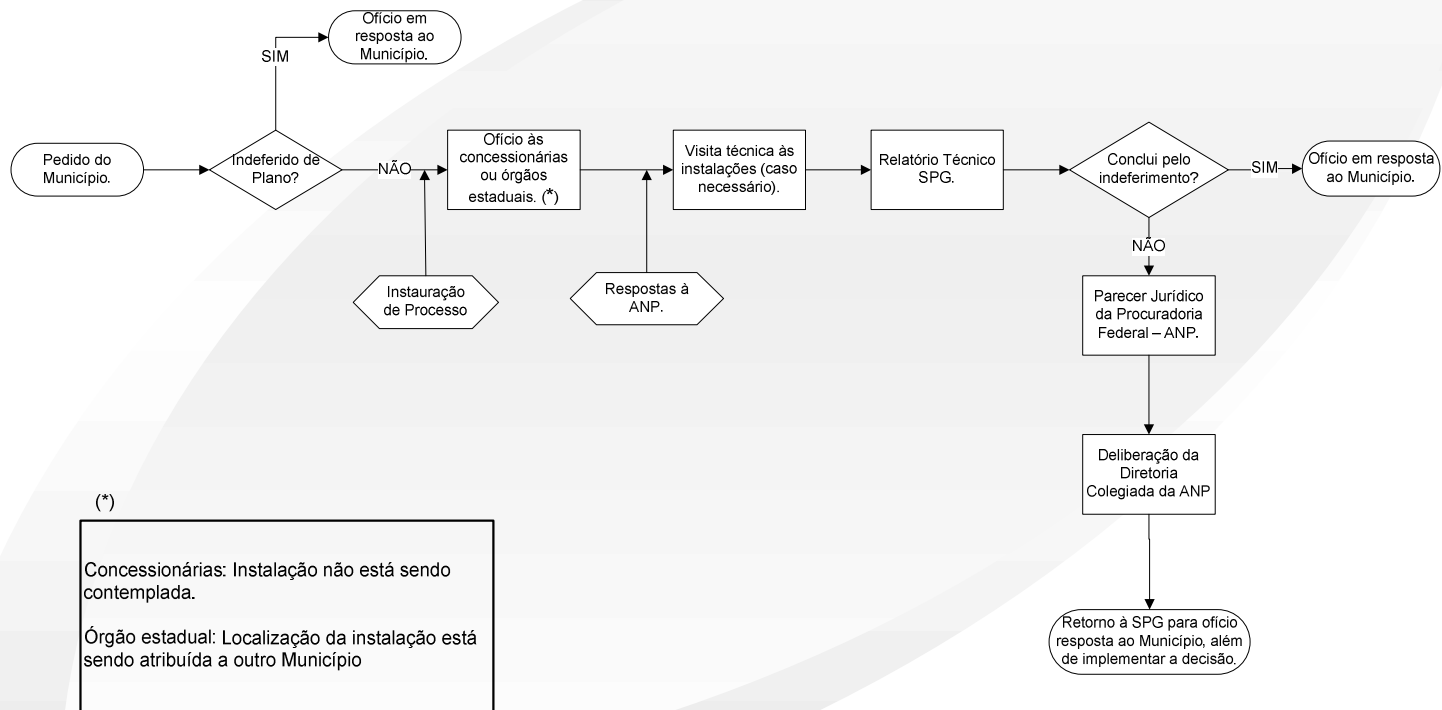 Ofício em
resposta ao
Município.
SIM
Pedido do
Município.
Indeferido de
Plano?
NÃO
Ofício às
concessionárias
ou órgãos
estaduais. (*)
Visita técnica às
instalações (caso
necessário).
Relatório Técnico
SPG.
Conclui pelo
indeferimento?
SIM
Ofício em resposta
ao Município.
NÃO
Instauração
de Processo
Respostas à
ANP.
Parecer Jurídico
da Procuradoria
Federal – ANP.
Deliberação da
Diretoria
Colegiada da ANP
Retorno à SPG para ofício
resposta ao Município, além
de implementar a decisão.
(*)
Concessionárias: Instalação não está sendo
contemplada.
Órgão estadual: Localização da instalação está
sendo atribuída a outro Município